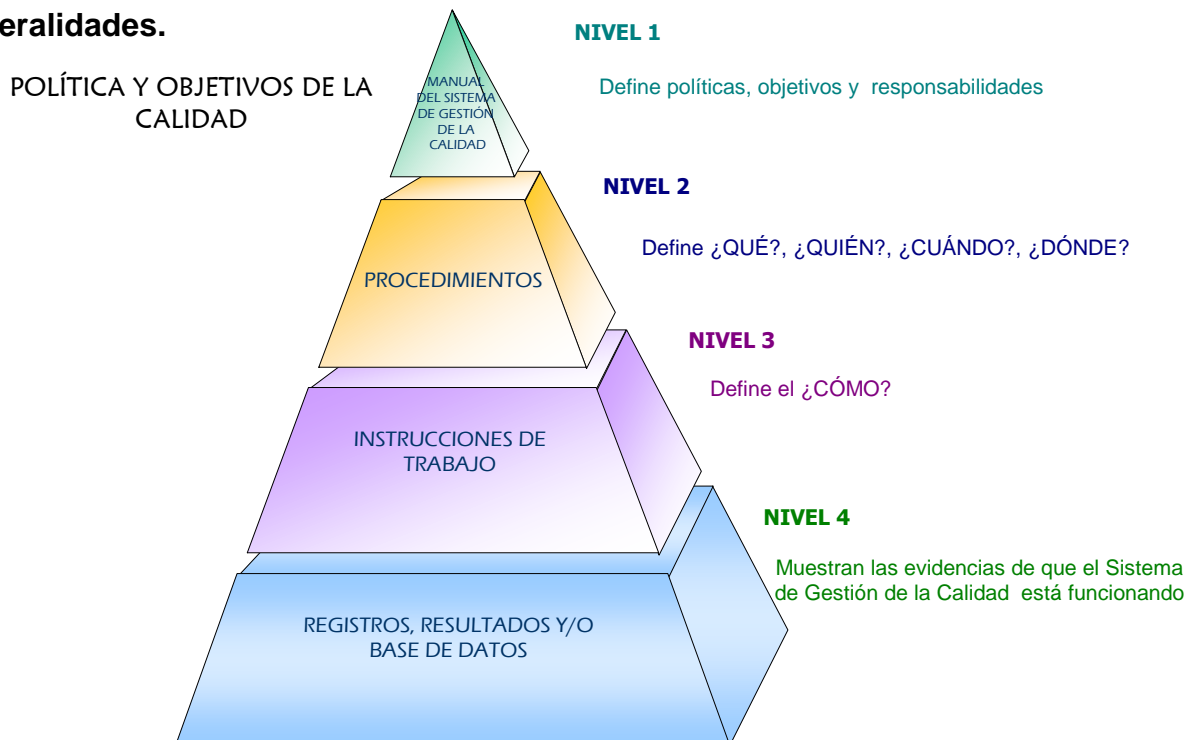 eralidades.
NIVEL 1
POLÍTICA Y OBJETIVOS DE LA
CALIDAD
MANUAL
DEL SISTEMA
DE GESTIÓN
DE LA
CALIDAD
Define políticas, objetivos y  responsabilidades
NIVEL 2
Define ¿QUÉ?, ¿QUIÉN?, ¿CUÁNDO?, ¿DÓNDE?
PROCEDIMIENTOS
NIVEL 3
Define el ¿CÓMO?
INSTRUCCIONES DE
TRABAJO
NIVEL 4
Muestran las evidencias de que el Sistema
de Gestión de la Calidad  está funcionando
REGISTROS, RESULTADOS Y/O
BASE DE DATOS